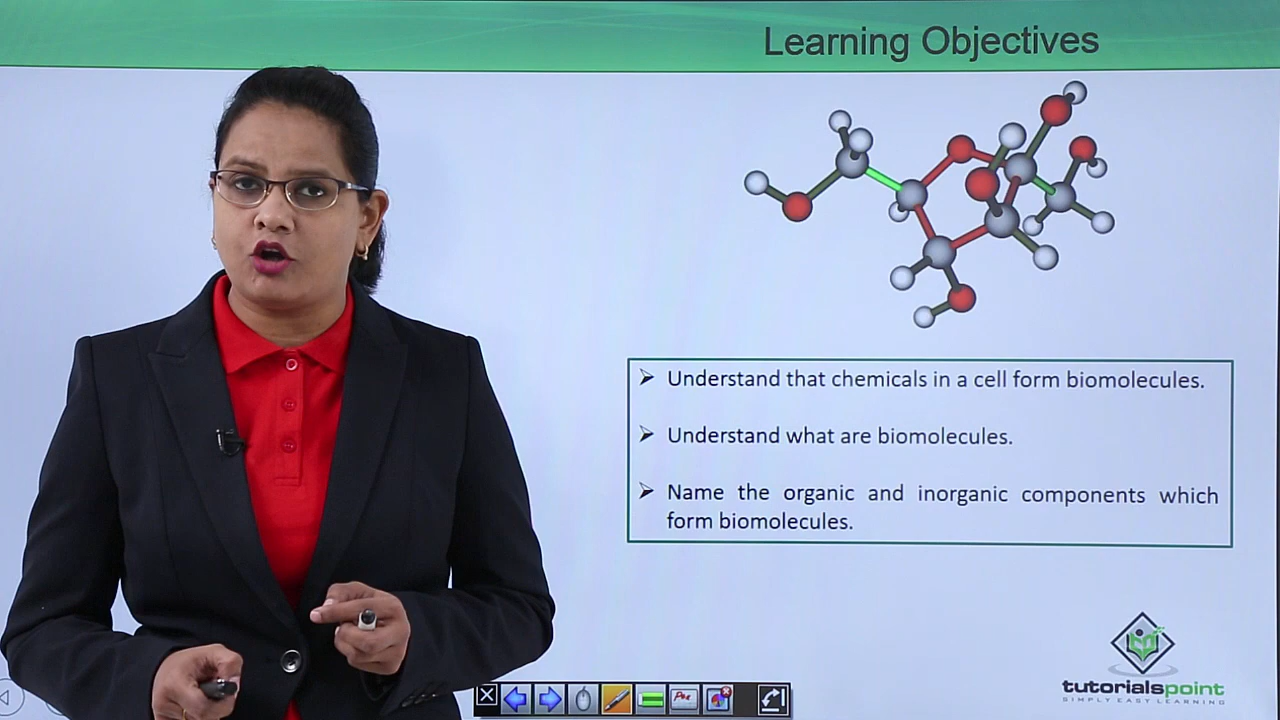 Learning Objectives
➢ Understand that chemicals in a cell form biomolecules.
➢ Understand what are biomolecules.
➢ Name the organic and inorganic components which
form biomolecules.
tutorialspoint
SIMPLY EASY LEARNING